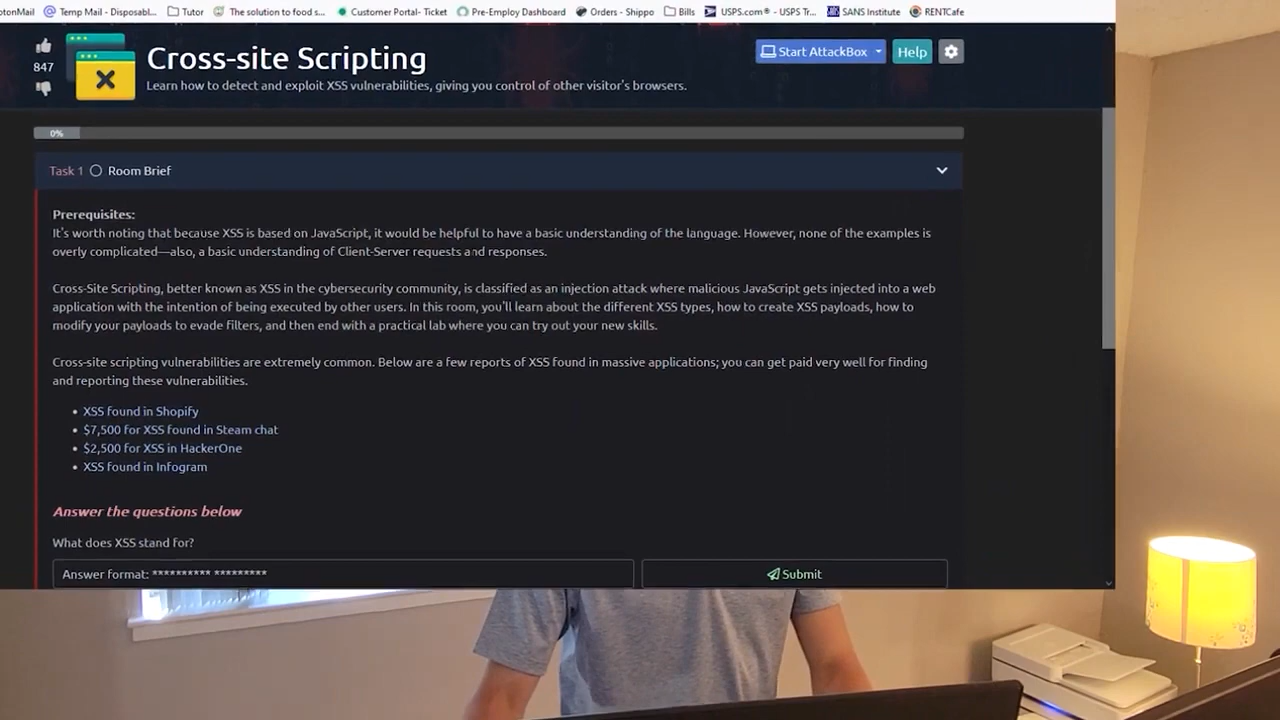 Temp Mail - Disposabl...
Tutor
The solution to food s...
Customer Portal- Ticket
Pre-Employ Dashboard
Orders - Shippo
Bills
USPS.com® - USPS Tr...
SANS Institute
RENTCafe
847
Cross-site Scripting
Learn how to detect and exploit XSS vulnerabilities, giving you control of other visitor's browsers.
Start AttackBox
Help
0%
Task 1 Room Brief
Prerequisites:
It's worth noting that because XSS is based on JavaScript, it would be helpful to have a basic understanding of the language. However, none of the examples is
overly complicated—also, a basic understanding of Client-Server requests and responses.
Cross-Site Scripting, better known as XSS in the cybersecurity community, is classified as an injection attack where malicious JavaScript gets injected into a web
application with the intention of being executed by other users. In this room, you'll learn about the different XSS types, how to create XSS payloads, how to
modify your payloads to evade filters, and then end with a practical lab where you can try out your new skills.
Cross-site scripting vulnerabilities are extremely common. Below are a few reports of XSS found in massive applications; you can get paid very well for finding
and reporting these vulnerabilities.
• XSS found in Shopify
• $7,500 for XSS found in Steam chat
• $2,500 for XSS in HackerOne
• XSS found in Infogram
Answer the questions below
What does XSS stand for?
Answer format: ********** *********
Submit